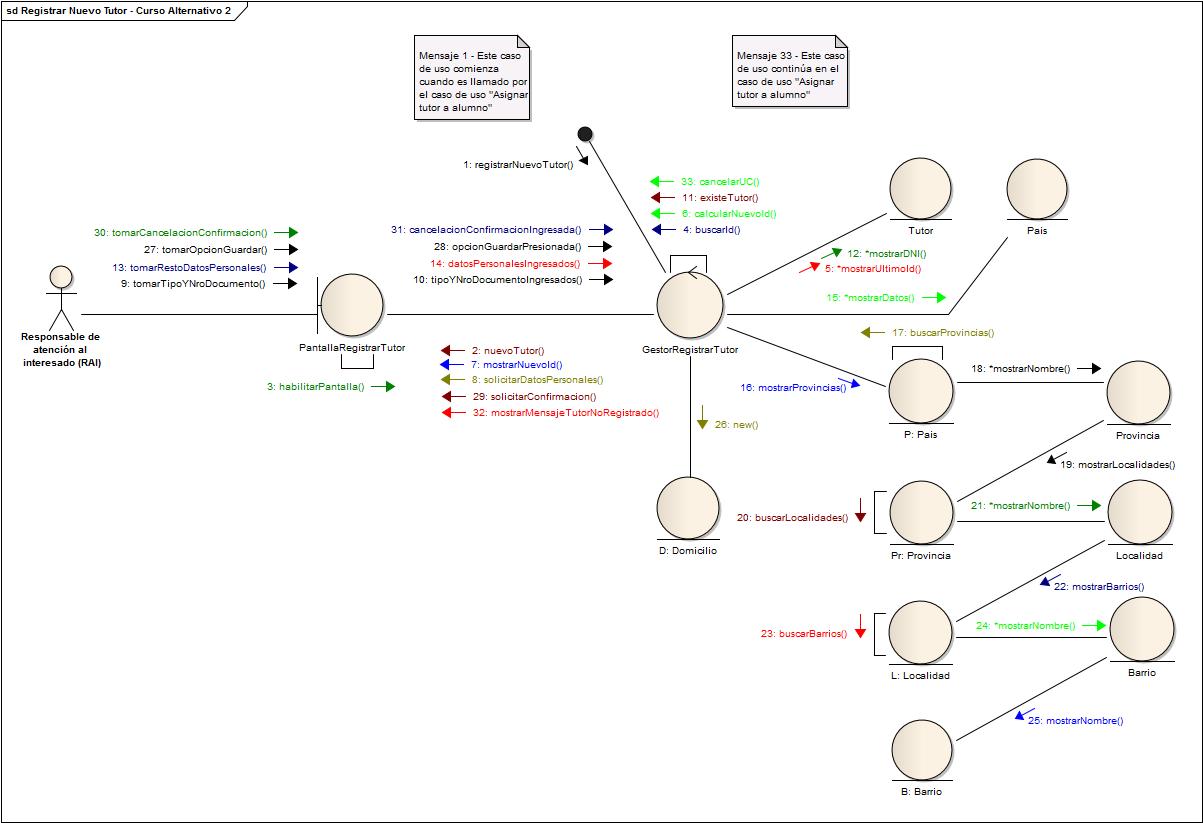 sd Registrar Nuevo Tutor - Curso Alternativo 2
Mensaje 1 - Este caso
de uso comienza
cuando es llamado por
el caso de uso "Asignar
tutor a alumno"
Mensaje 33 - Este caso
de uso continúa en el
caso de uso "Asignar
tutor a alumno"
1: registrarNuevoTutor()
33: cancelarUC()
11: existeTutor()
6: calcularNuevoId()
4: buscarId()
30: tomarCancelacionConfirmacion()
27: tomarOpcionGuardar()
13: tomarRestoDatosPersonales()
9: tomarTipoYNroDocumento()
31: cancelacionConfirmacionIngresada()
28: opcionGuardarPresionada()
14: datosPersonalesIngresados()
10: tipoYNroDocumentoIngresados()
Tutor
País
12: *mostrarDNI()
5: *mostrarUltimoId()
15: *mostrarDatos()
Responsable de
atención al
interesado (RAI)
PantallaRegistrarTutor
GestorRegistrarTutor
2: nuevoTutor()
7: mostrarNuevoId()
8: solicitarDatosPersonales()
29: solicitarConfirmacion()
32: mostrarMensajeTutorNoRegistrado()
3: habilitarPantalla()
17: buscarProvincias()
16: mostrarProvincias()
18: *mostrarNombre()
P: Pais
Provincia
26: new()
19: mostrarLocalidades()
20: buscarLocalidades()
21: *mostrarNombre()
D: Domicilio
Pr: Provincia
Localidad
22: mostrarBarrios()
23: buscarBarrios()
24: *mostrarNombre()
L: Localidad
Barrio
25: mostrarNombre()
B: Barrio